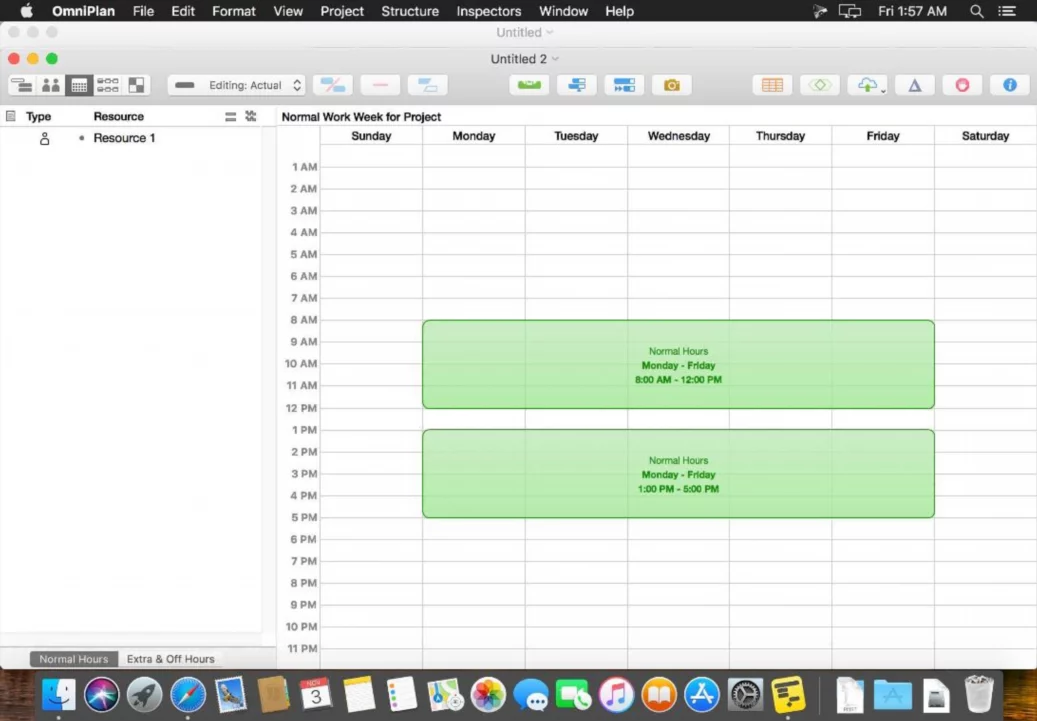 OmniPlan File Edit Format View Project Structure Inspectors Window Help Fri 1:57 AM
Untitled
Untitled 2
Editing: Actual
Type Resource
Resource 1
Normal Work Week for Project
Sunday Monday Tuesday Wednesday Thursday Friday Saturday
1 AM
2 AM
3 AM
4 AM
5 AM
6 AM
7 AM
8 AM
9 AM
10 AM
11 AM
12 PM
1 PM
2 PM
3 PM
4 PM
5 PM
6 PM
7 PM
8 PM
9 PM
10 PM
11 PM
Normal Hours
Monday - Friday
8:00 AM - 12:00 PM
Normal Hours
Monday - Friday
1:00 PM - 5:00 PM
Normal Hours Extra & Off Hours
NOV
3